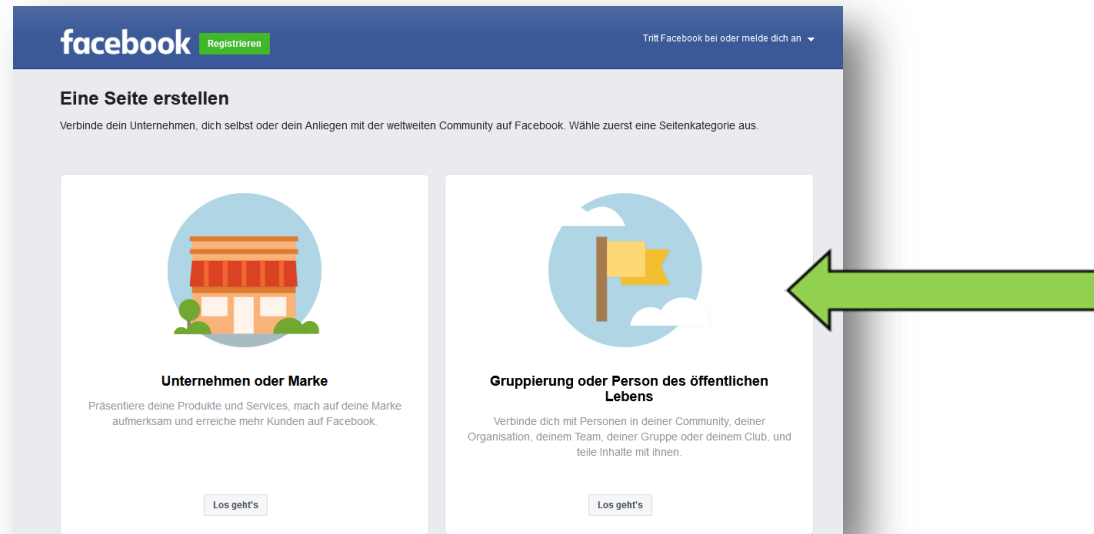 facebook
Registrieren
Tritt Facebook bei oder melde dich an
Eine Seite erstellen
Verbinde dein Unternehmen, dich selbst oder dein Anliegen mit der weltweiten Community auf Facebook. Wähle zuerst eine Seitenkategorie aus.
Unternehmen oder Marke
Präsentiere deine Produkte und Services, mach auf deine Marke
aufmerksam und erreiche mehr Kunden auf Facebook.
Los geht's
Gruppierung oder Person des öffentlichen
Lebens
Verbinde dich mit Personen in deiner Community, deiner
Organisation, deinem Team, deiner Gruppe oder deinem Club, und
teile Inhalte mit ihnen.
Los geht's